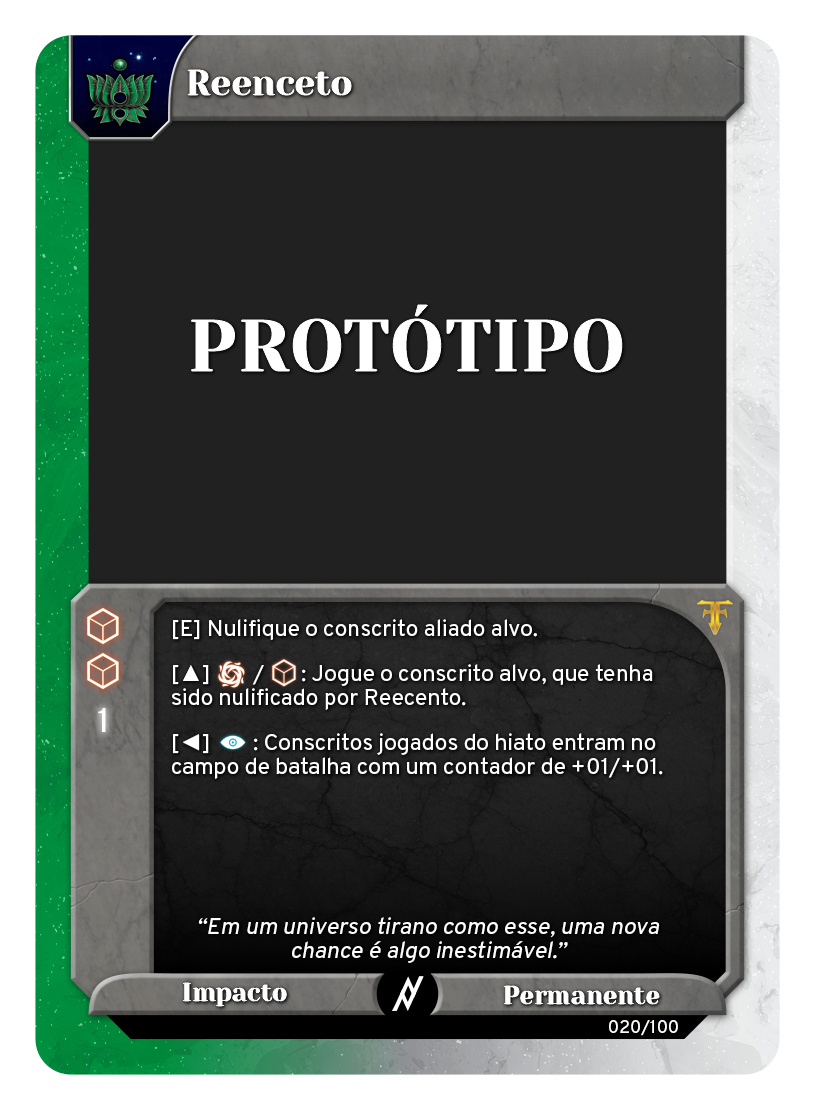 Reenceto
PROTÓTIPO
1
[E] Nulifique o conscrito aliado alvo.
[▲] / : Jogue o conscrito alvo, que tenha
sido nulificado por Reecento.
[◄] : Conscritos jogados do hiato entram no
campo de batalha com um contador de +01/+01.
“Em um universo tirano como esse, uma nova
chance é algo inestimável.”
Impacto
Permanente
020/100